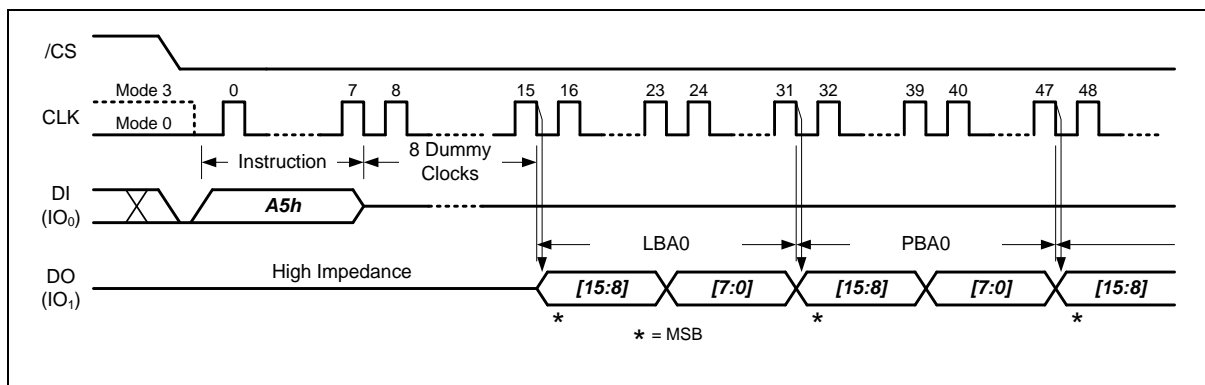 /CS
Mode 3
0 7 8 15 16 23 24 31 32 39 40 47 48
CLK
Mode 0
Instruction
8 Dummy
Clocks
DI
(IO₀)
A5h
LBA0
PBA0
DO
(IO₁)
High Impedance
[15:8] [7:0] [15:8] [7:0] [15:8]
* * *
* = MSB